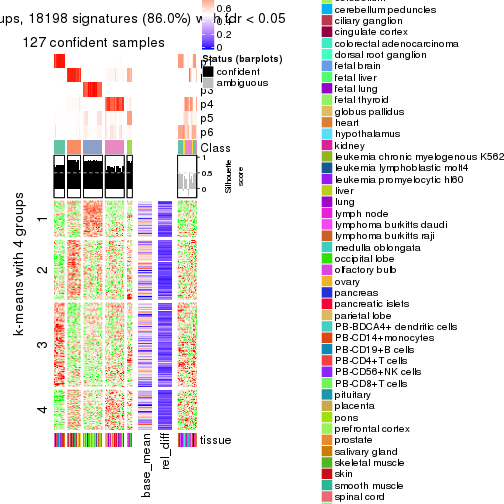 ups, 18198 signatures (86.0%) with fdr < 0.05
127 confident samples
0.6
0.4
0.2
0
Status (barplots)
confident
ambiguous
p4
p5
p6
Class
1
0.5
0
Silhouette
score
k-means with 4 groups
1
2
3
4
base_mean
rel_diff
tissue
cerebellum peduncles
ciliary ganglion
cingulate cortex
colorectal adenocarcinoma
dorsal root ganglion
fetal brain
fetal liver
fetal lung
fetal thyroid
globus pallidus
heart
hypothalamus
kidney
leukemia chronic myelogenous K562
leukemia lymphoblastic molt4
leukemia promyelocytic hl60
liver
lung
lymph node
lymphoma burkitts daudi
lymphoma burkitts raji
medulla oblongata
occipital lobe
olfactory bulb
ovary
pancreas
pancreatic islets
parietal lobe
PB-BDCA4+ dendritic cells
PB-CD14+monocytes
PB-CD19+B cells
PB-CD4+T cells
PB-CD56+NK cells
PB-CD8+T cells
pituitary
placenta
pons
prefrontal cortex
prostate
salivary gland
skeletal muscle
skin
smooth muscle
spinal cord